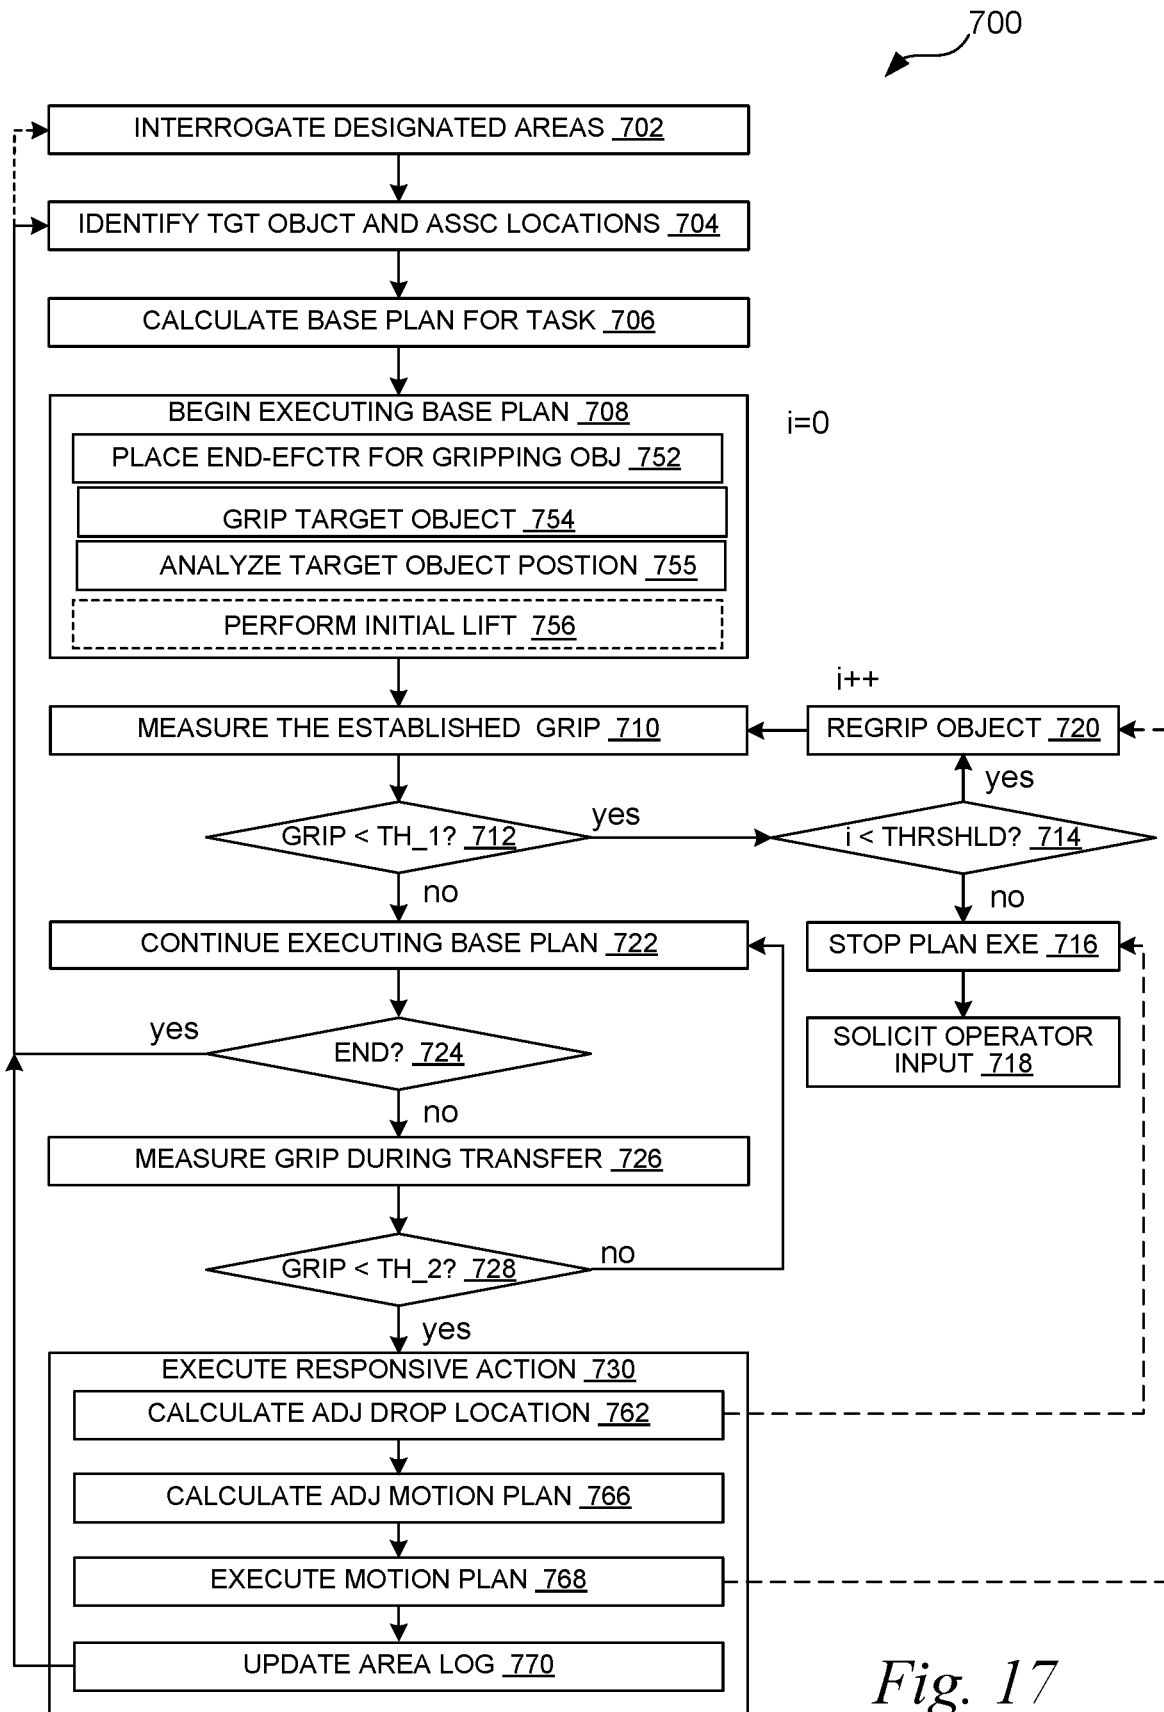 700
INTERROGATE DESIGNATED AREAS 702
IDENTIFY TGT OBJCT AND ASSC LOCATIONS 704
CALCULATE BASE PLAN FOR TASK 706
BEGIN EXECUTING BASE PLAN 708
i=0
PLACE END-EFCTR FOR GRIPPING OBJ 752
GRIP TARGET OBJECT 754
ANALYZE TARGET OBJECT POSTION 755
PERFORM INITIAL LIFT 756
i++
MEASURE THE ESTABLISHED GRIP 710
REGRIP OBJECT 720
yes
GRIP < TH_1? 712
yes
i < THRSHLD? 714
no
no
CONTINUE EXECUTING BASE PLAN 722
STOP PLAN EXE 716
yes
END? 724
SOLICIT OPERATOR
INPUT 718
no
MEASURE GRIP DURING TRANSFER 726
GRIP < TH_2? 728
no
yes
EXECUTE RESPONSIVE ACTION 730
CALCULATE ADJ DROP LOCATION 762
CALCULATE ADJ MOTION PLAN 766
EXECUTE MOTION PLAN 768
UPDATE AREA LOG 770
Fig. 17